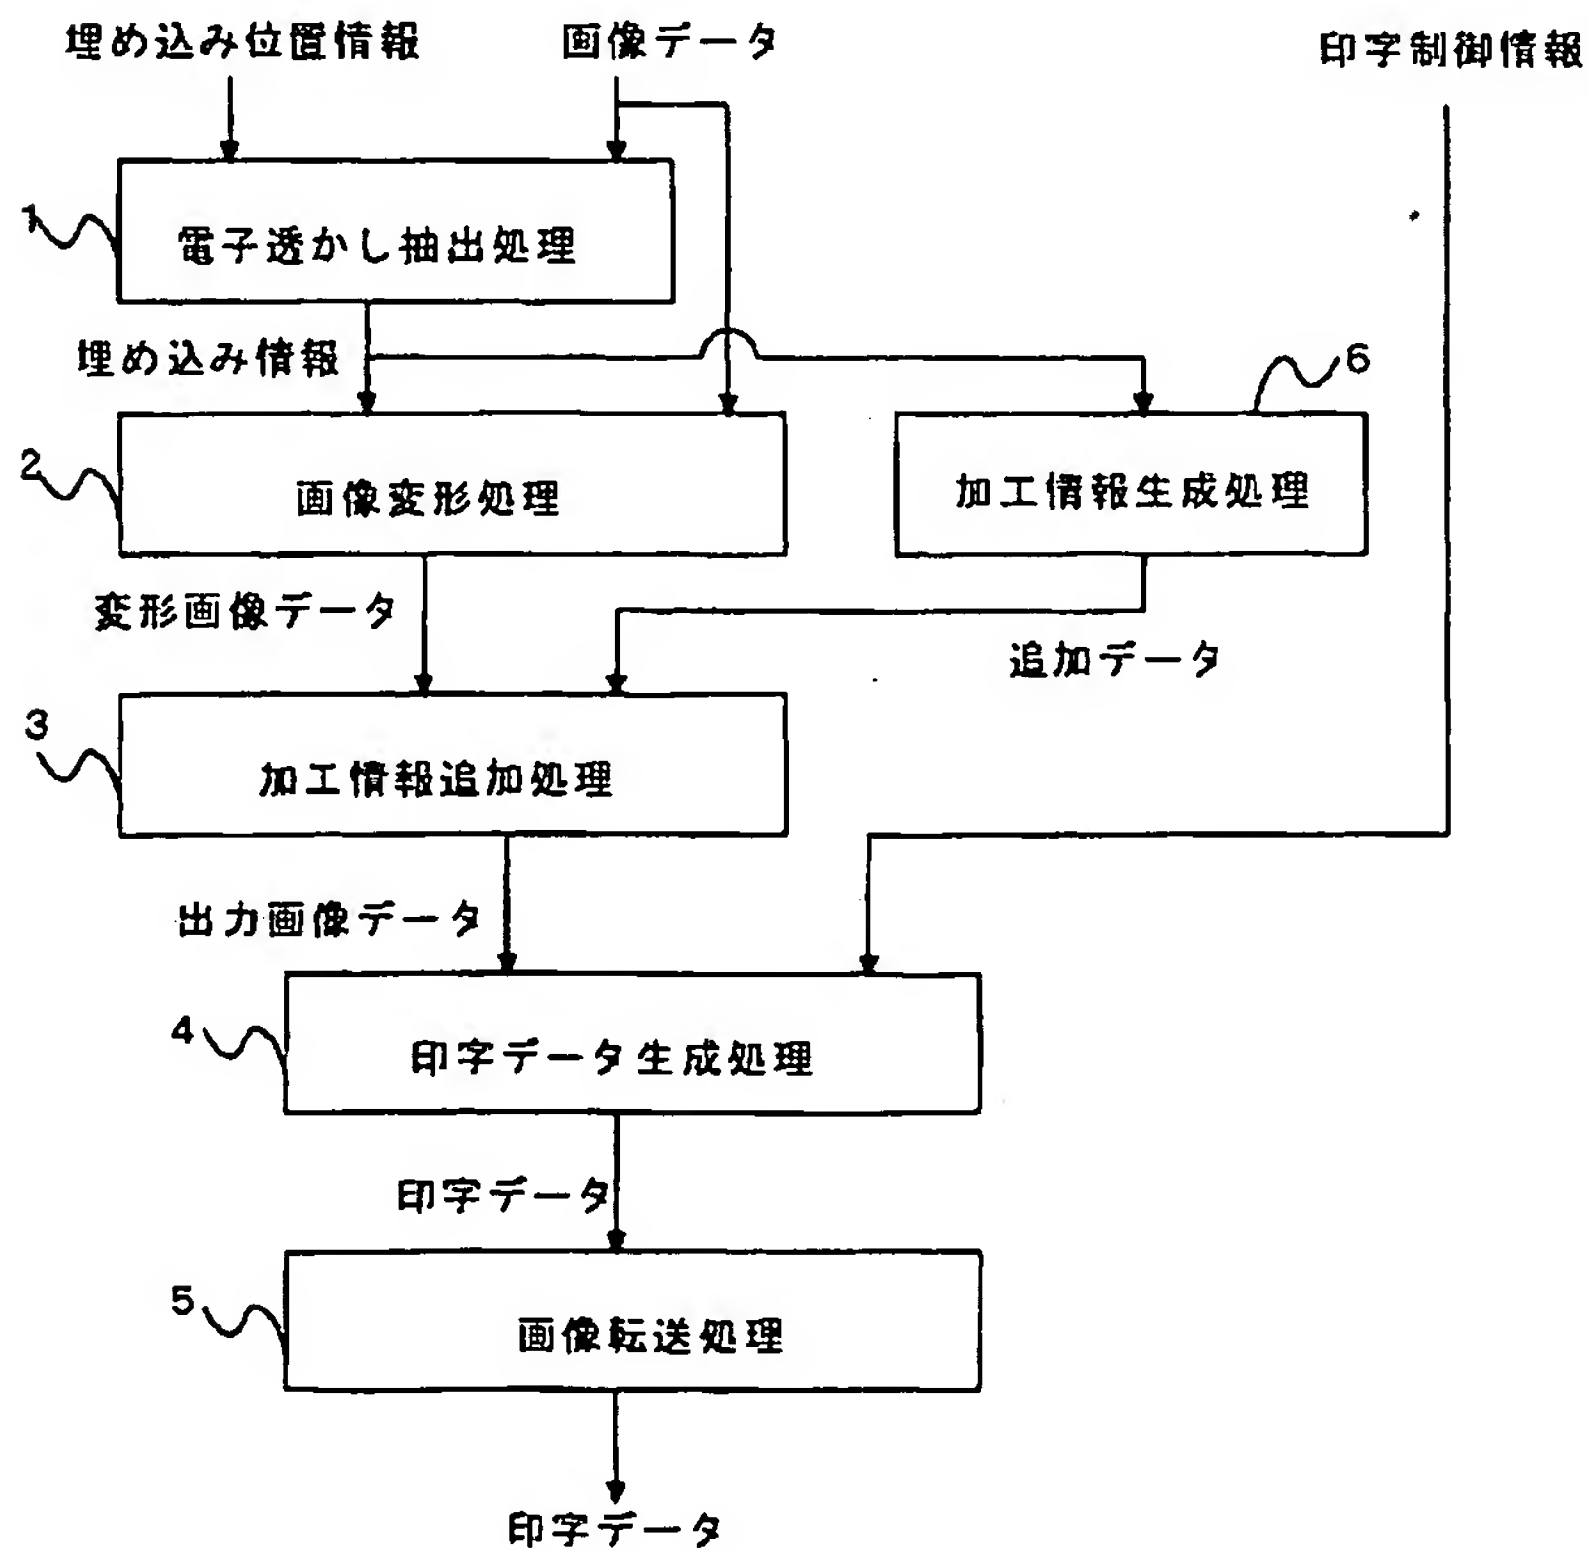 埋め込み位置情報
画像データ
印字制御情報
1
電子透かし抽出処理
埋め込み情報
6
2
画像変形処理
加工情報生成処理
変形画像データ
追加データ
3
加工情報追加処理
出力画像データ
4
印字データ生成処理
印字データ
5
画像転送処理
印字データ